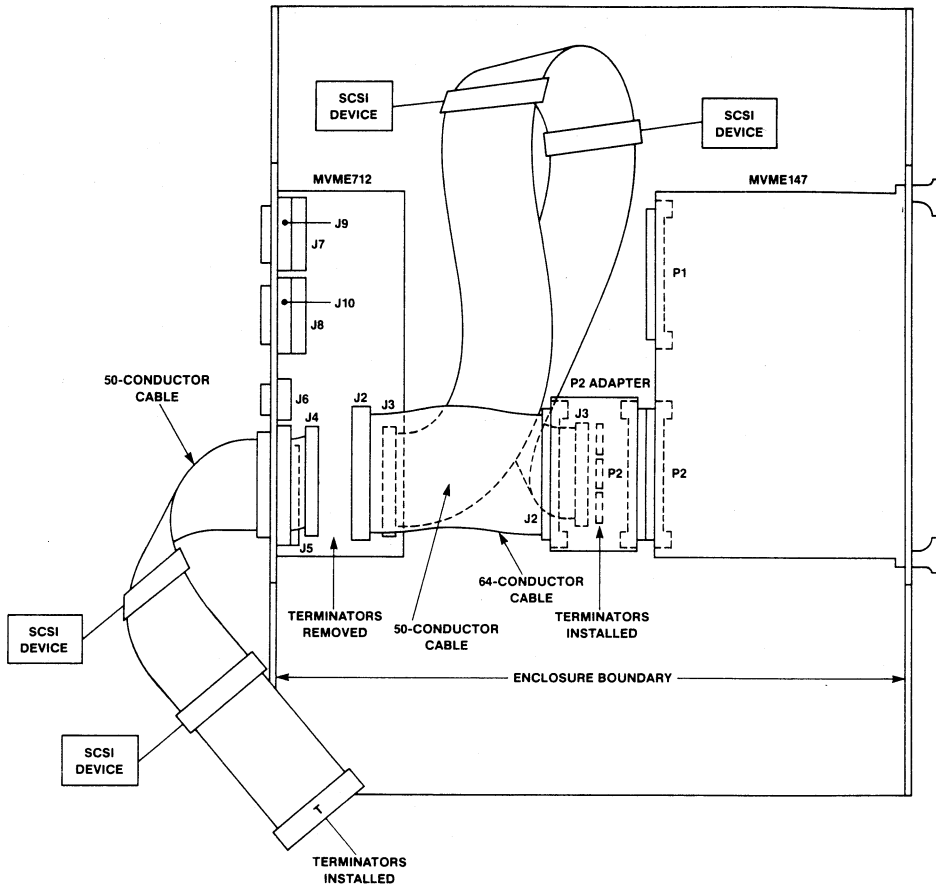 SCSI
DEVICE
SCSI
DEVICE
MVME712
MVME147
J9
J7
P1
J10
J8
50-CONDUCTOR
CABLE
P2 ADAPTER
J6
J4
J2
J3
J3
P2
P2
J2
J5
64-CONDUCTOR
CABLE
TERMINATORS
REMOVED
50-CONDUCTOR
CABLE
TERMINATORS
INSTALLED
SCSI
DEVICE
ENCLOSURE BOUNDARY
SCSI
DEVICE
T
TERMINATORS
INSTALLED